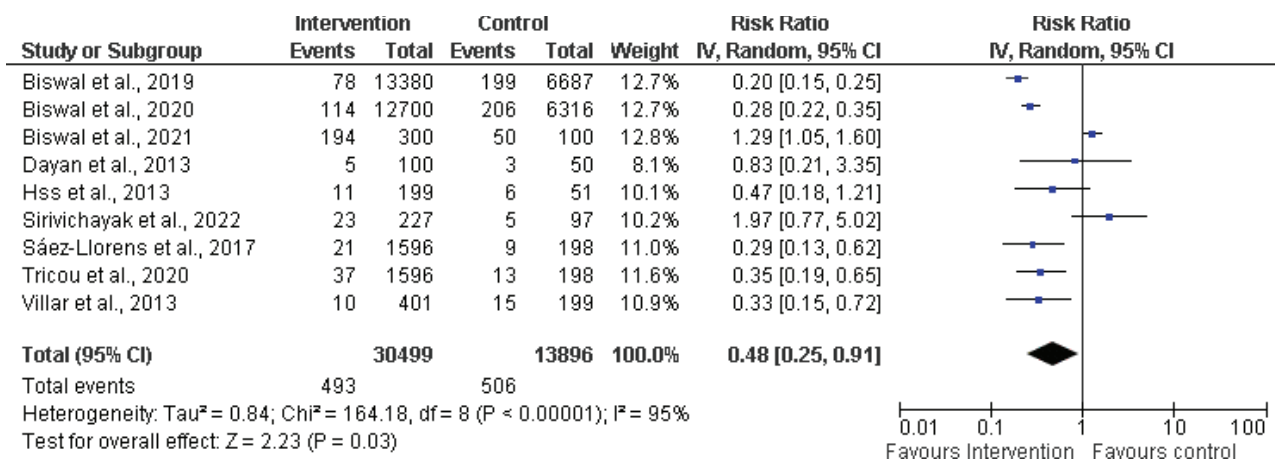 Intervention Control Risk Ratio Risk Ratio
Study or Subgroup Events Total Events Total Weight IV, Random, 95% CI IV, Random, 95% CI
Biswal et al., 2019 78 13380 199 6687 12.7% 0.20 [0.15, 0.25]
Biswal et al., 2020 114 12700 206 6316 12.7% 0.28 [0.22, 0.35]
Biswal et al., 2021 194 300 50 100 12.8% 1.29 [1.05, 1.60]
Dayan et al., 2013 5 100 3 50 8.1% 0.83 [0.21, 3.35]
Hss et al., 2013 11 199 6 51 10.1% 0.47 [0.18, 1.21]
Sirivichayak et al., 2022 23 227 5 97 10.2% 1.97 [0.77, 5.02]
Sáez-Llorens et al., 2017 21 1596 9 198 11.0% 0.29 [0.13, 0.62]
Tricou et al., 2020 37 1596 13 198 11.6% 0.35 [0.19, 0.65]
Villar et al., 2013 10 401 15 199 10.9% 0.33 [0.15, 0.72]
Total (95% CI) 30499 13896 100.0% 0.48 [0.25, 0.91]
Total events 493 506
Heterogeneity: Tau² = 0.84; Chi² = 164.18, df = 8 (P < 0.00001); I² = 95%
Test for overall effect: Z = 2.23 (P = 0.03)
0.01 0.1 1 10 100
Favours Intervention Favours control